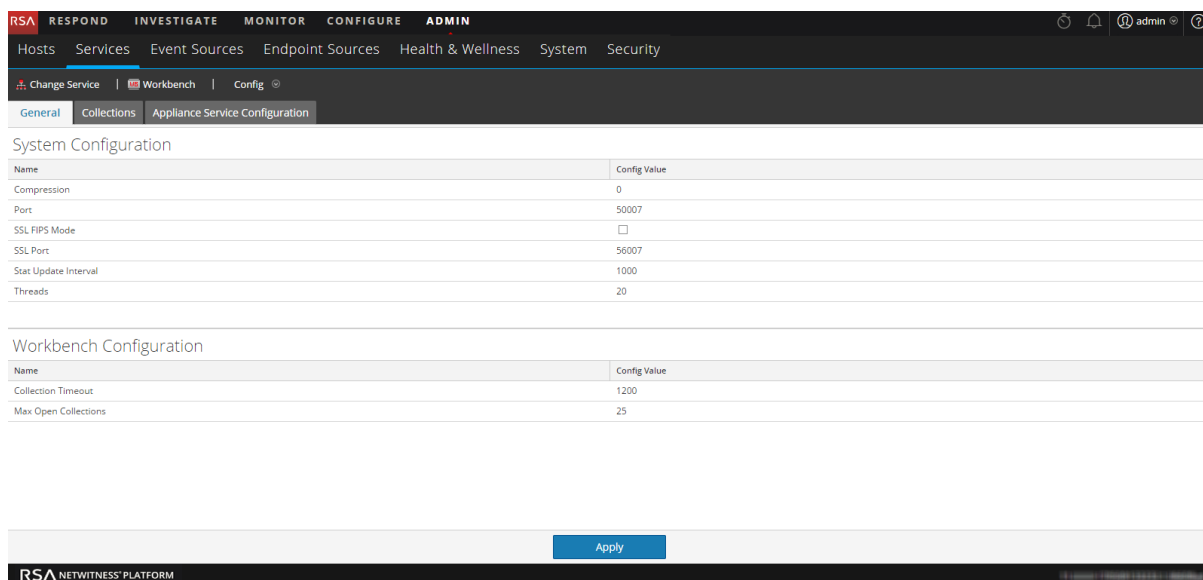 RSA RESPOND INVESTIGATE MONITOR CONFIGURE ADMIN admin
Hosts Services Event Sources Endpoint Sources Health & Wellness System Security
Change Service | Workbench | Config
General Collections Appliance Service Configuration
System Configuration
Name Config Value
Compression 0
Port 50007
SSL FIPS Mode
SSL Port 56007
Stat Update Interval 1000
Threads 20
Workbench Configuration
Name Config Value
Collection Timeout 1200
Max Open Collections 25
Apply
RSA NETWITNESS® PLATFORM